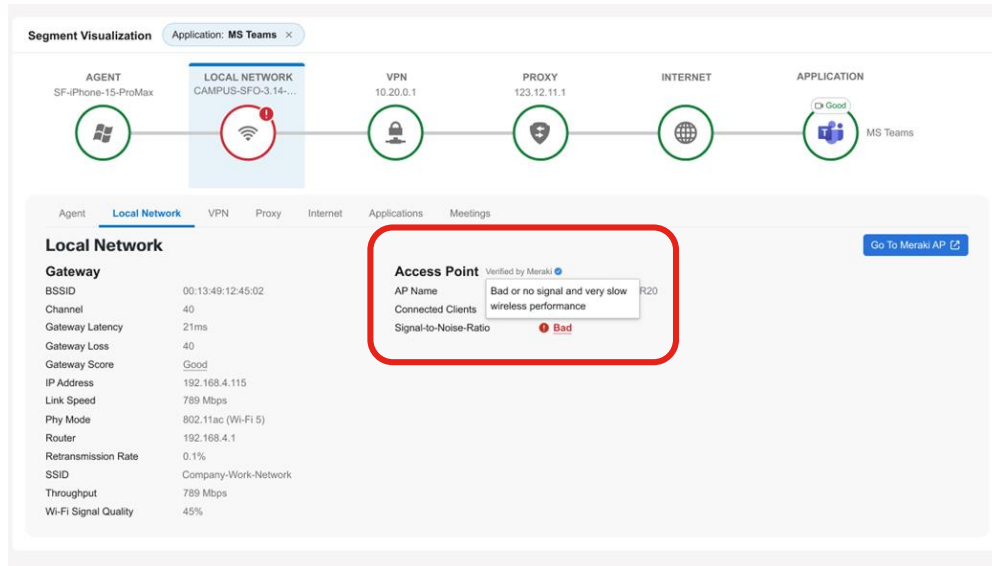 Segment Visualization
Application: MS Teams ×
AGENT
SF-iPhone-15-ProMax
LOCAL NETWORK
CAMPUS-SFO-3.14-...
VPN
10.20.0.1
PROXY
123.12.11.1
INTERNET
APPLICATION
Good
MS Teams
Agent Local Network VPN Proxy Internet Applications Meetings
Local Network
Go To Meraki AP
Gateway
BSSID 00:13:49:12:45:02
Channel 40
Gateway Latency 21ms
Gateway Loss 40
Gateway Score Good
IP Address 192.168.4.115
Link Speed 789 Mbps
Phy Mode 802.11ac (Wi-Fi 5)
Router 192.168.4.1
Retransmission Rate 0.1%
SSID Company-Work-Network
Throughput 789 Mbps
Wi-Fi Signal Quality 45%
Access Point Verified by Meraki
AP Name R20
Bad or no signal and very slow
wireless performance
Connected Clients
Signal-to-Noise-Ratio Bad